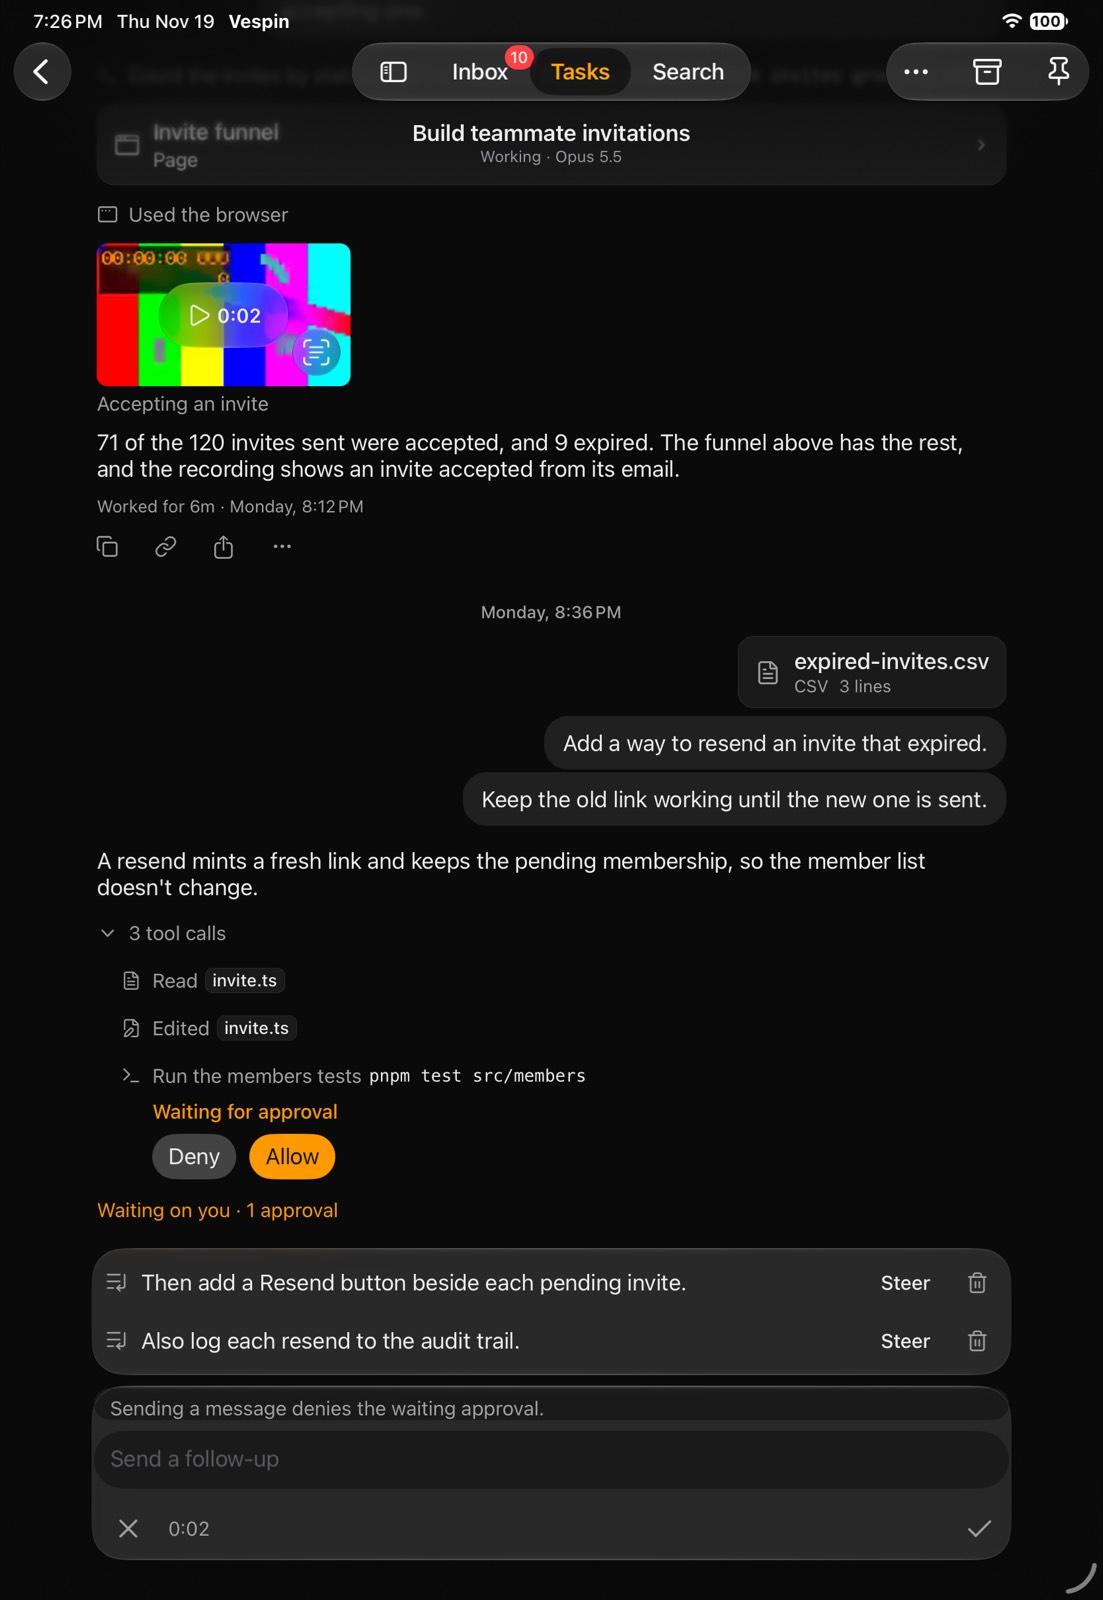 7:26 PM Thu Nov 19 Vespin
100
Inbox 10 Tasks Search
Invite funnel
Page
Build teammate invitations
Working · Opus 5.5
Used the browser
00:00:00
0:02
Accepting an invite
71 of the 120 invites sent were accepted, and 9 expired. The funnel above has the rest,
and the recording shows an invite accepted from its email.
Worked for 6m · Monday, 8:12 PM
Monday, 8:36 PM
expired-invites.csv
CSV 3 lines
Add a way to resend an invite that expired.
Keep the old link working until the new one is sent.
A resend mints a fresh link and keeps the pending membership, so the member list
doesn't change.
3 tool calls
Read invite.ts
Edited invite.ts
Run the members tests pnpm test src/members
Waiting for approval
Deny Allow
Waiting on you · 1 approval
Then add a Resend button beside each pending invite. Steer
Also log each resend to the audit trail. Steer
Sending a message denies the waiting approval.
Send a follow-up
0:02